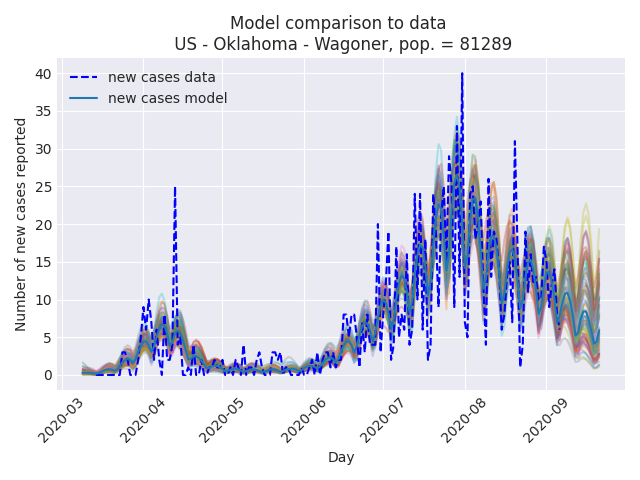 Model comparison to data
US - Oklahoma - Wagoner, pop. = 81289
new cases data
new cases model
Number of new cases reported
40
35
30
25
20
15
10
5
0
2020-03
2020-04
2020-05
2020-06
2020-07
2020-08
2020-09
Day